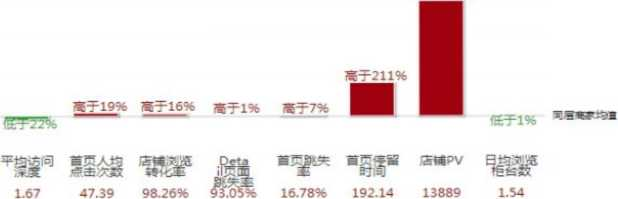 高于211%
高于19%
高于16%
高于1%
高于7%
低于22%
低于1%
同层商家均值
平均访问
深度
首页人均
点击次数
店铺浏览
转化率
Deta
il页面
跳失率
首页跳失
率
首页停留
时间
店铺PV
日均浏览
柜台数
1.67
47.39
98.26%
93.05%
16.78%
192.14
13889
1.54